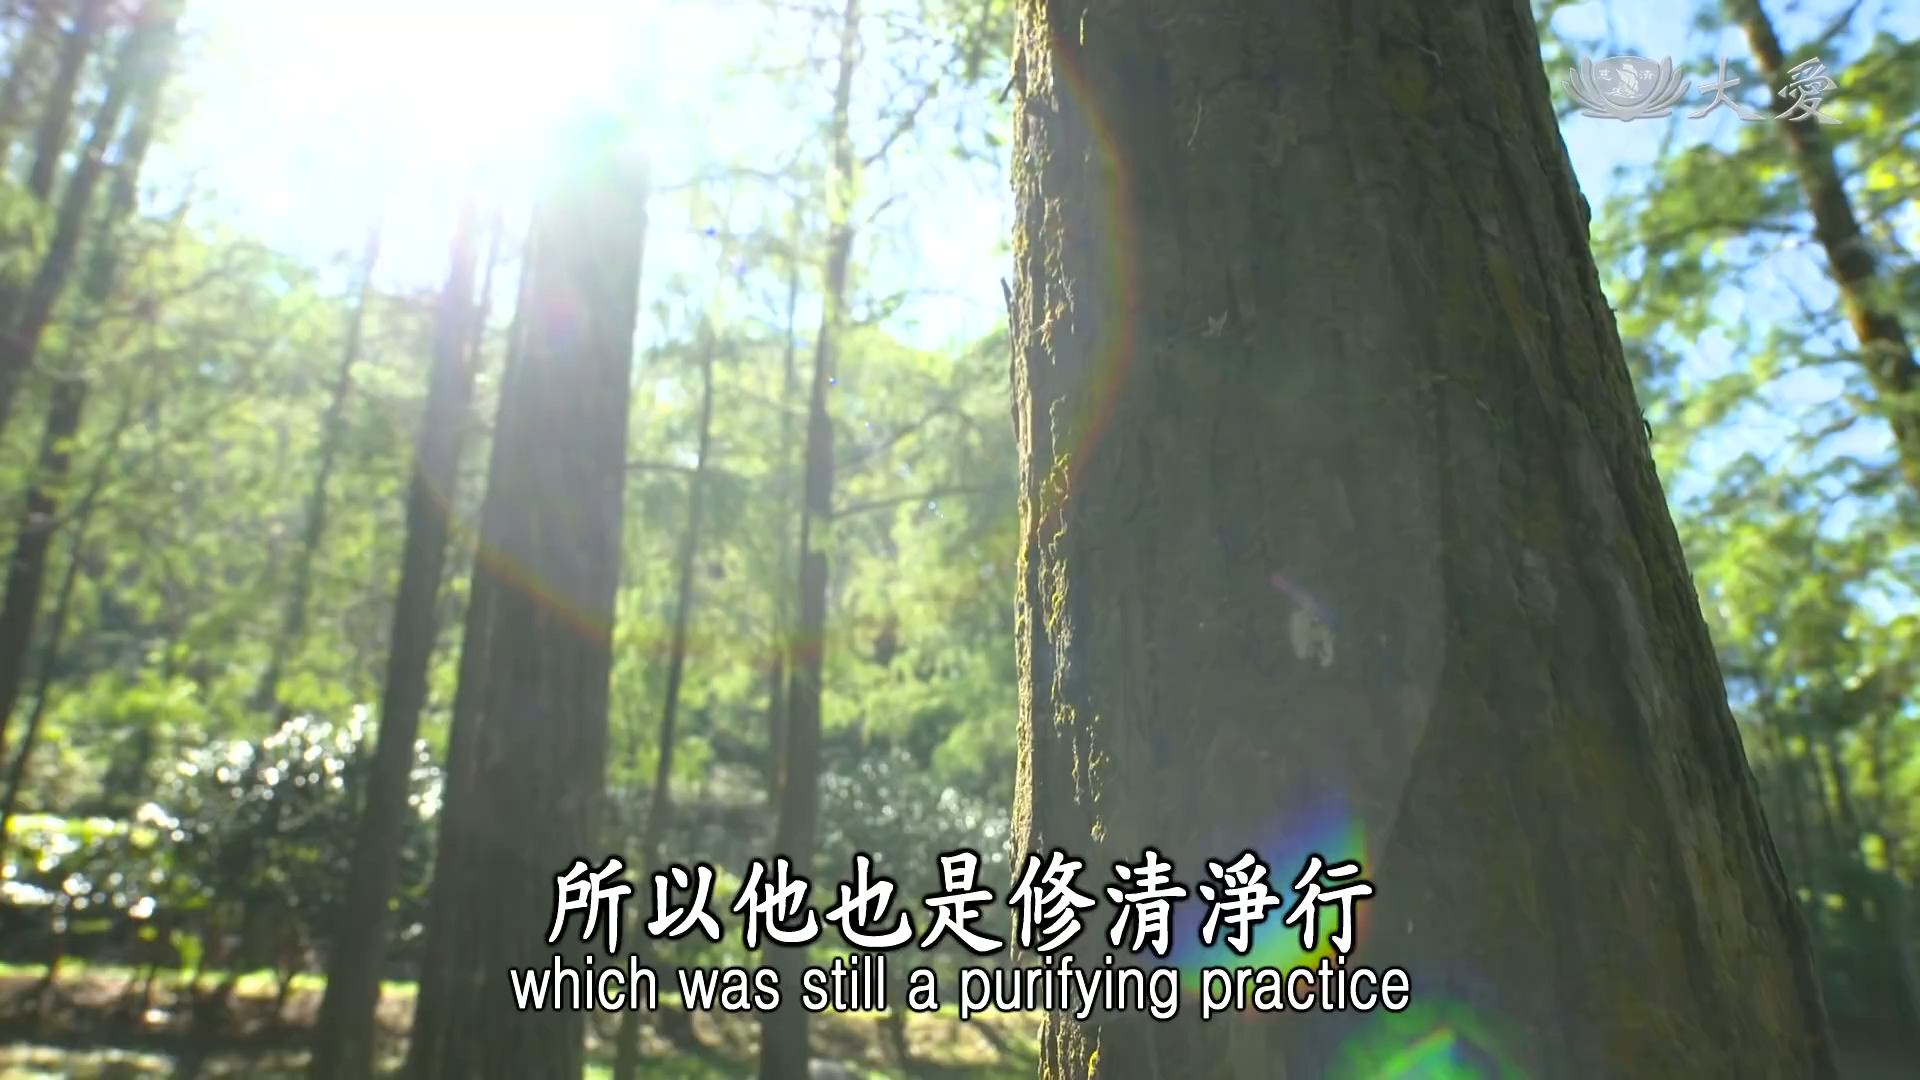 大愛
所以他也是修清淨行
which was still a purifying practice